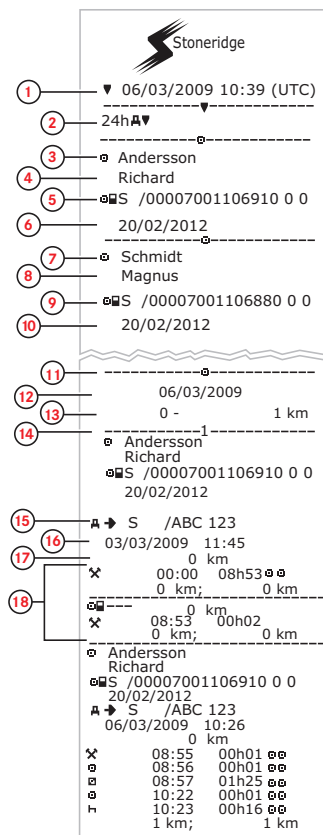 Stoneridge
1 06/03/2009 10:39 (UTC)
2 24h
3 Andersson
4 Richard
5 S /00007001106910 0 0
6 20/02/2012
7 Schmidt
8 Magnus
9 S /00007001106880 0 0
10 20/02/2012
11
12 06/03/2009
13 0 - 1 km
14 1
Andersson
Richard
S /00007001106910 0 0
20/02/2012
15 S /ABC 123
16 03/03/2009 11:45
17 0 km
18 00:00 08h53
0 km; 0 km
--- 0 km
08:53 00h02
0 km; 0 km
Andersson
Richard
S /00007001106910 0 0
20/02/2012
S /ABC 123
06/03/2009 10:26
0 km
08:55 00h01
08:56 00h01
08:57 01h25
10:22 00h01
10:23 00h16
1 km; 1 km